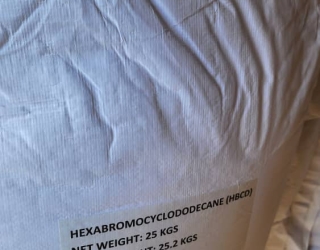 HEXABROMOCYCLODODECANE (HBCD)
NET WEIGHT: 25 KGS
25.2 KGS